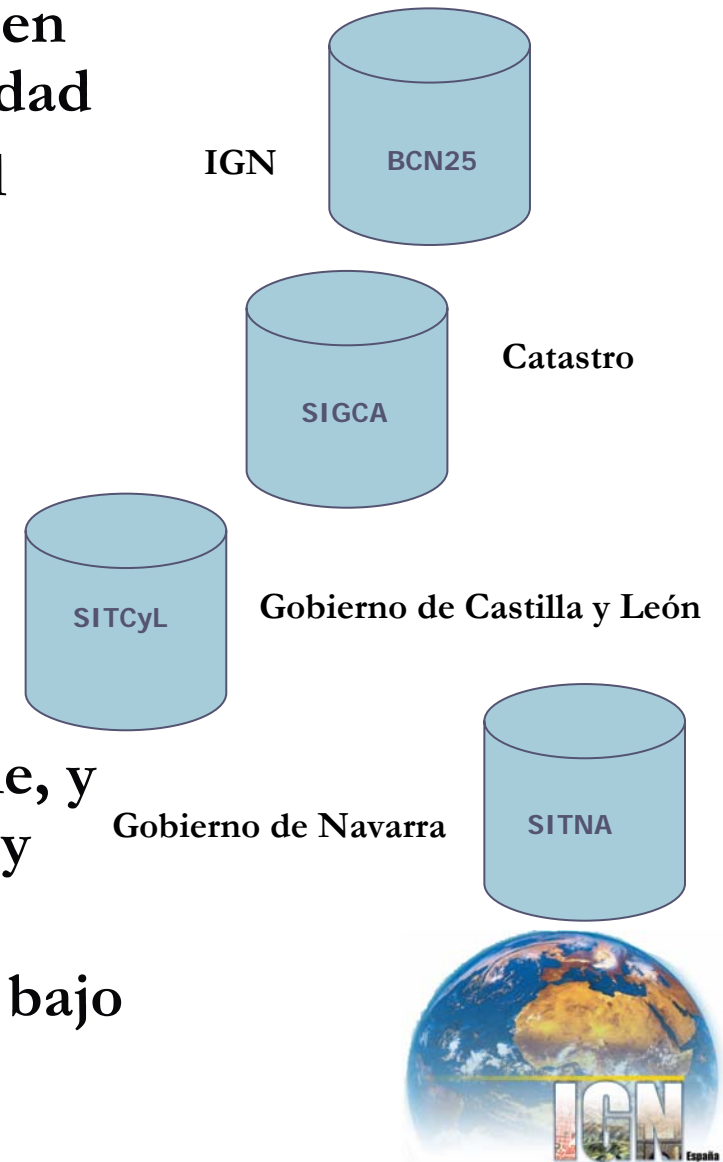 en
dad
IGN
BCN25
Catastro
SIGCA
SITCyL
Gobierno de Castilla y León
e, y
Gobierno de Navarra
y
SITNA
bajo
IGN
España